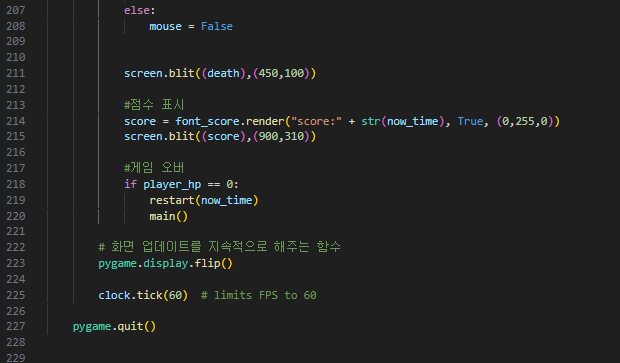 207 else:
208 mouse = False
209
210
211 screen.blit((death),(450,100))
212
213 #점수 표시
214 score = font_score.render("score:" + str(now_time), True, (0,255,0))
215 screen.blit((score),(900,310))
216
217 #게임 오버
218 if player_hp == 0:
219 restart(now_time)
220 main()
221
222 # 화면 업데이트를 지속적으로 해주는 함수
223 pygame.display.flip()
224
225 clock.tick(60)  # limits FPS to 60
226
227 pygame.quit()
228
229